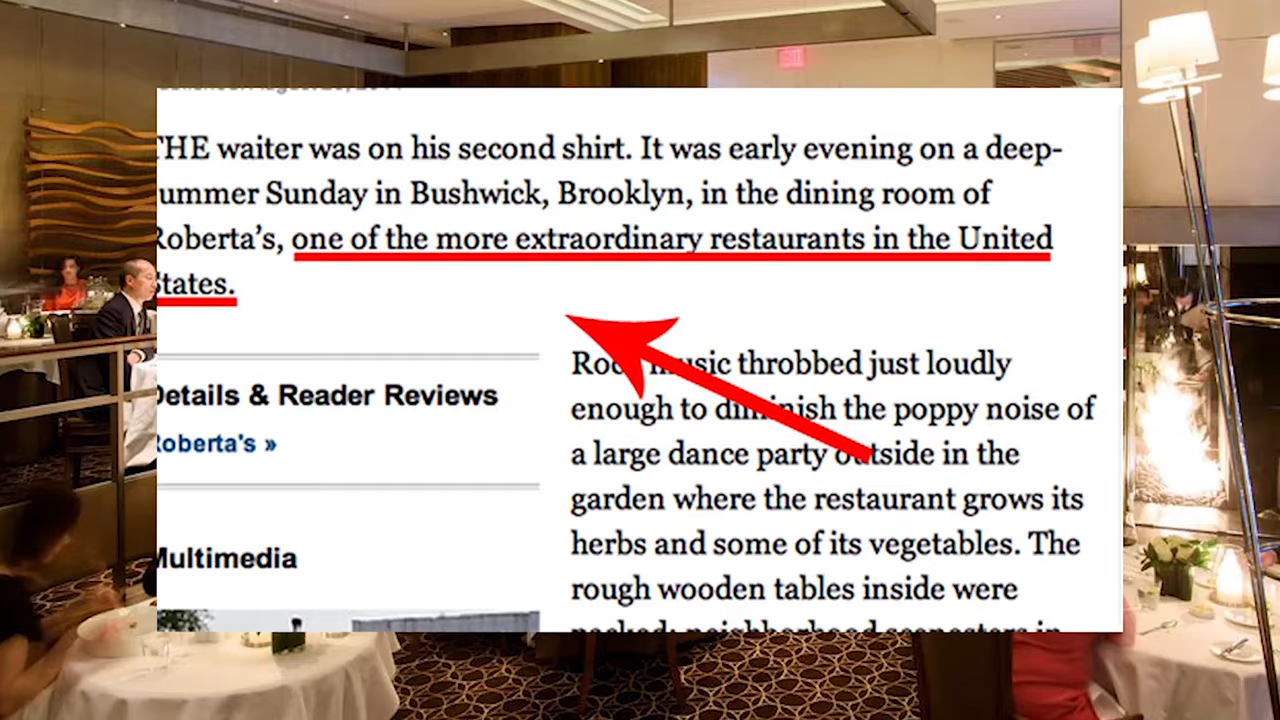 THE waiter was on his second shirt. It was early evening on a deep-
summer Sunday in Bushwick, Brooklyn, in the dining room of
Roberta's, one of the more extraordinary restaurants in the United
States.
Details & Reader Reviews
Roberta's »
Multimedia
Rock music throbbed just loudly
enough to diminish the poppy noise of
a large dance party outside in the
garden where the restaurant grows its
herbs and some of its vegetables. The
rough wooden tables inside were